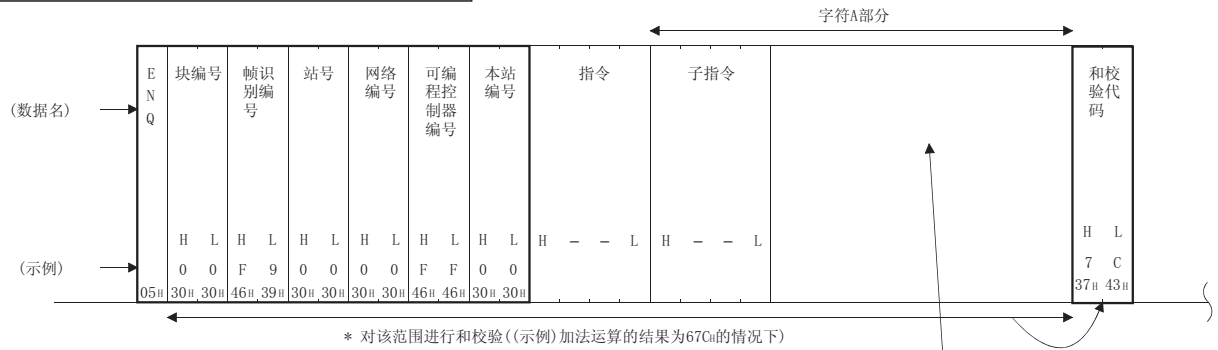 字符A部分
E N Q
块编号
帧识别编号
站号
网络编号
可编程控制器编号
本站编号
指令
子指令
和校验代码
(数据名)
H L H L H L H L H L H L H － － L H － － L H L
(示例)
0 0 F 9 0 0 0 0 F F 0 0 7 C
05H 30H 30H 46H 39H 30H 30H 30H 30H 46H 46H 30H 30H 37H 43H
* 对该范围进行和校验((示例)加法运算的结果为67CH的情况下)